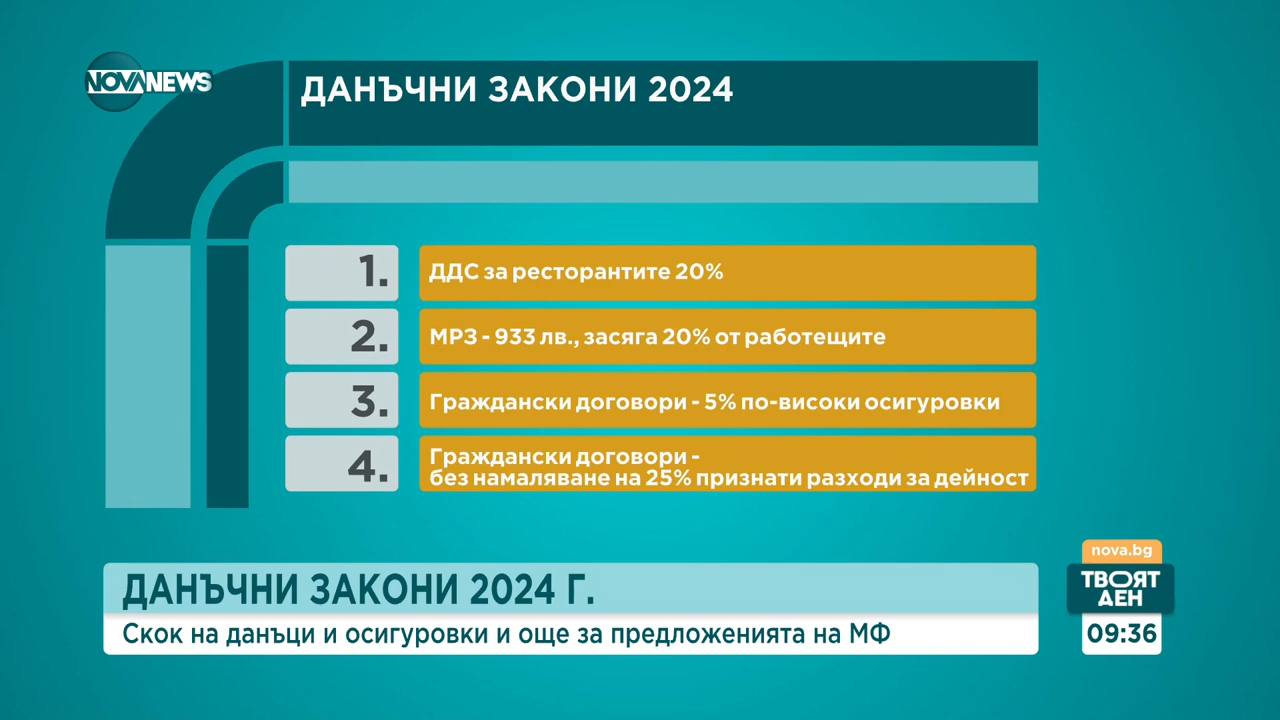 NOVANEWS
ДАНЪЧНИ ЗАКОНИ 2024
1.
ДДС за ресторантите 20%
2.
МРЗ - 933 лв., засяга 20% от работещите
3.
Граждански договори - 5% по-високи осигуровки
4.
Граждански договори -
без намаляване на 25% признати разходи за дейност
ДАНЪЧНИ ЗАКОНИ 2024 Г.
Скок на данъци и осигуровки и още за предложенията на МФ
nova.bg
ТВОЯТ
ДЕН
09:36